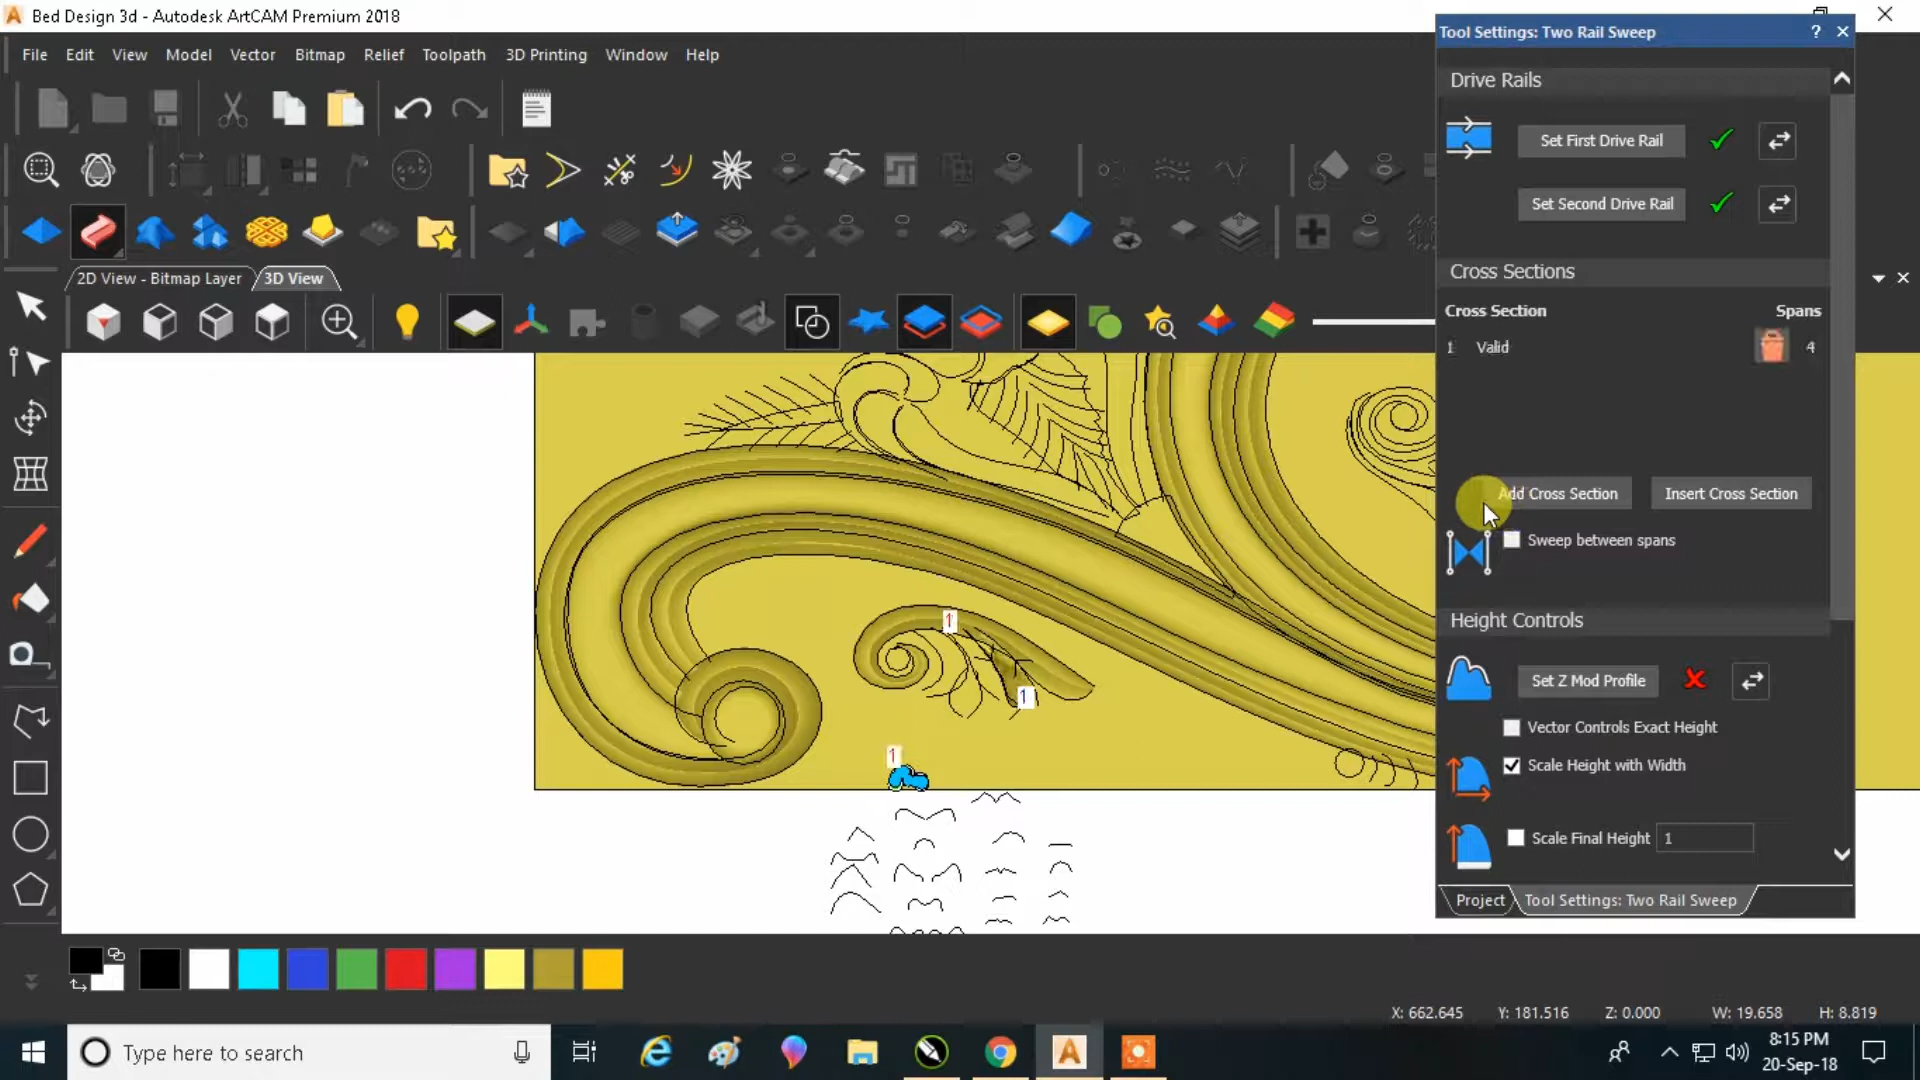 Bed Design 3d - Autodesk ArtCAM Premium 2018
File Edit View Model Vector Bitmap Relief Toolpath 3D Printing Window Help
2D View - Bitmap Layer 3D View
1
1
1
Tool Settings: Two Rail Sweep
Drive Rails
Set First Drive Rail
Set Second Drive Rail
Cross Sections
Cross Section Spans
1 Valid 4
Add Cross Section Insert Cross Section
Sweep between spans
Height Controls
Set Z Mod Profile
Vector Controls Exact Height
Scale Height with Width
Scale Final Height 1
Project Tool Settings: Two Rail Sweep
X: 662.645 Y: 181.516 Z: 0.000 W: 19.658 H: 8.819
Type here to search
8:15 PM
20-Sep-18